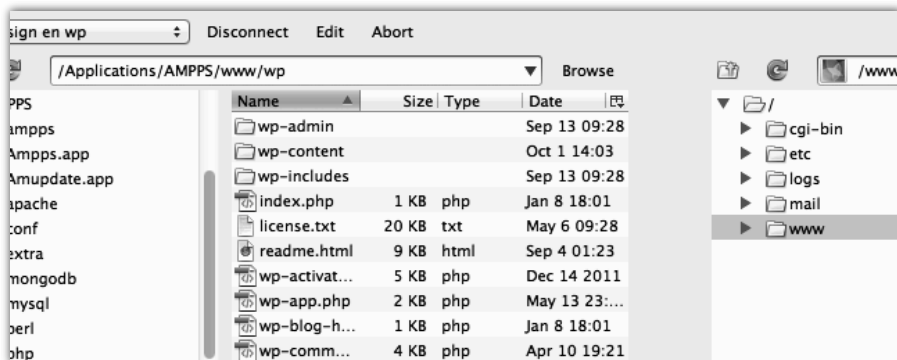 sign en wp Disconnect Edit Abort
/Applications/AMPPS/www/wp Browse /www
Name Size Type Date
wp-admin Sep 13 09:28
wp-content Oct 1 14:03
wp-includes Sep 13 09:28
index.php 1 KB php Jan 8 18:01
license.txt 20 KB txt May 6 09:28
readme.html 9 KB html Sep 4 01:23
wp-activat... 5 KB php Dec 14 2011
wp-app.php 2 KB php May 13 23:...
wp-blog-h... 1 KB php Jan 8 18:01
wp-comm... 4 KB php Apr 10 19:21
PPS
ampps
Ampps.app
Amupdate.app
apache
conf
extra
mongodb
mysql
perl
php
/
cgi-bin
etc
logs
mail
www